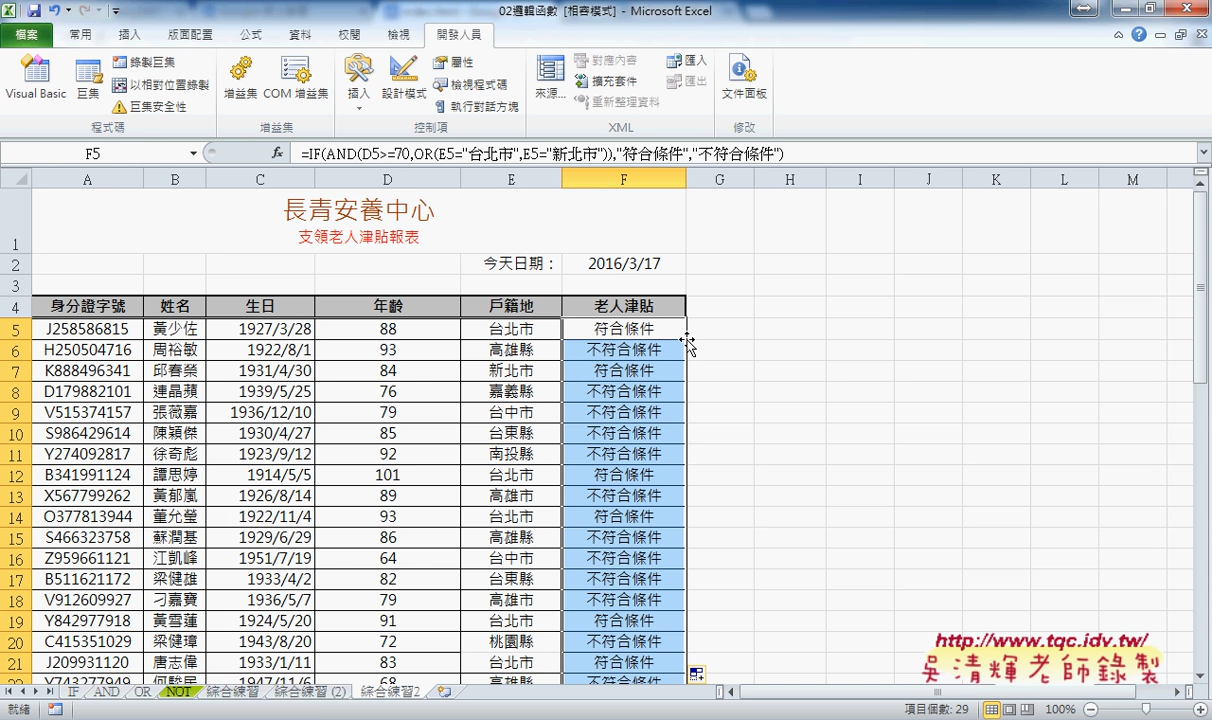 02邏輯函數 [相容模式] - Microsoft Excel
檔案 常用 插入 版面配置 公式 資料 校閱 檢視 開發人員
Visual Basic 巨集 錄製巨集 以相對位置錄製 巨集安全性 程式碼
增益集 COM 增益集 增益集
插入 設計模式 屬性 檢視程式碼 執行對話方塊 控制項
來源... 對應內容 擴充套件 重新整理資料 匯入 匯出 XML
文件面板 修改
F5 fx =IF(AND(D5>=70,OR(E5="台北市",E5="新北市")),"符合條件","不符合條件")
A B C D E F G H I J K L M
1 長青安養中心
支領老人津貼報表
2 今天日期： 2016/3/17
3
4 身分證字號 姓名 生日 年齡 戶籍地 老人津貼
5 J258586815 黃少佐 1927/3/28 88 台北市 符合條件
6 H250504716 周裕敏 1922/8/1 93 高雄縣 不符合條件
7 K888496341 邱春榮 1931/4/30 84 新北市 符合條件
8 D179882101 連晶蘋 1939/5/25 76 嘉義縣 不符合條件
9 V515374157 張薇嘉 1936/12/10 79 台中市 不符合條件
10 S986429614 陳穎傑 1930/4/27 85 台東縣 不符合條件
11 Y274092817 徐奇彪 1923/9/12 92 南投縣 不符合條件
12 B341991124 譚思婷 1914/5/5 101 台北市 符合條件
13 X567799262 黃郁嵐 1926/8/14 89 高雄市 不符合條件
14 O377813944 董允瑩 1922/11/4 93 台北市 符合條件
15 S466323758 蘇潤基 1929/6/29 86 高雄縣 不符合條件
16 Z959661121 江凱峰 1951/7/19 64 台中市 不符合條件
17 B511621172 梁健雄 1933/4/2 82 台東縣 不符合條件
18 V912609927 刁嘉寶 1936/5/7 79 高雄市 不符合條件
19 Y842977918 黃雪蓮 1924/5/20 91 台北市 符合條件
20 C415351029 梁健瑋 1943/8/20 72 桃園縣 不符合條件
21 J209931120 唐志偉 1933/1/11 83 台北市 符合條件
http://www.tqc.idv.tw/
吳清輝老師錄製
IF AND OR NOT 綜合練習 綜合練習 (2) 綜合練習2
就緒 項目個數: 29 100%